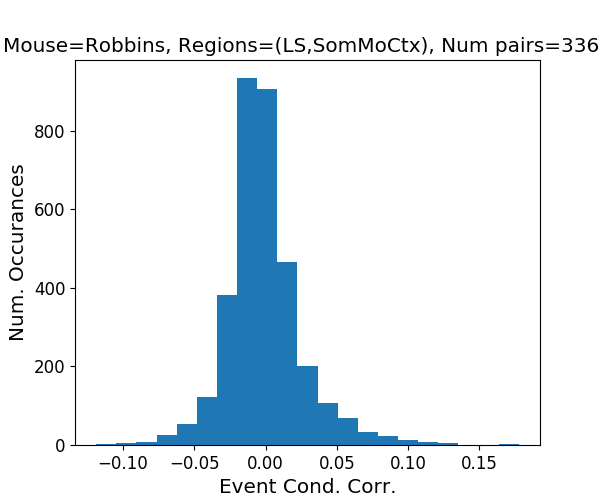 Mouse=Robbins, Regions=(LS,SomMoCtx), Num pairs=336
Num. Occurances
800
600
400
200
0
−0.10 −0.05 0.00 0.05 0.10 0.15
Event Cond. Corr.